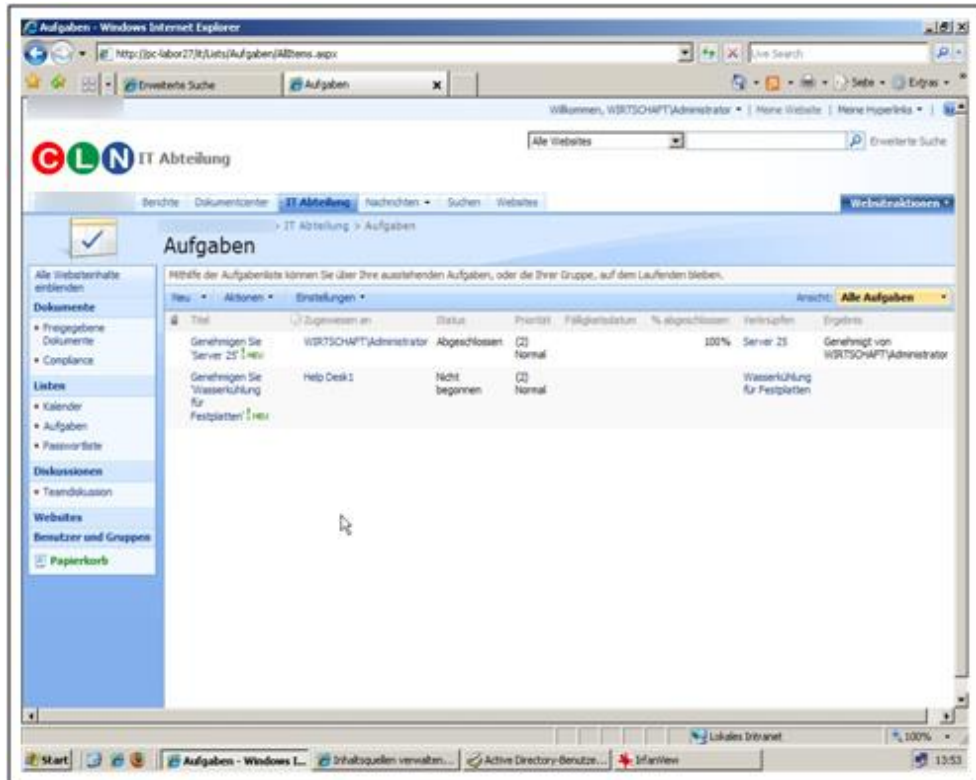 Aufgaben - Windows Internet Explorer
http://pc-labor27/it/Lists/Aufgaben/AllItems.aspx
Live Search
Erweiterte Suche
Aufgaben
Seite
Extras
Willkommen, WIRTSCHAFT\Administrator
Meine Website
Meine Hyperlinks
CLN IT Abteilung
Alle Websites
Erweiterte Suche
Berichte
Dokumentcenter
IT Abteilung
Nachrichten
Suchen
Websites
Websiteaktionen
> IT Abteilung > Aufgaben
Aufgaben
Alle Websiteinhalte
einblenden
Dokumente
Freigegebene
Dokumente
Compliance
Listen
Kalender
Aufgaben
Passwortliste
Diskussionen
Teamdiskussion
Websites
Benutzer und Gruppen
Papierkorb
Mithilfe der Aufgabenliste können Sie über Ihre ausstehenden Aufgaben, oder die Ihrer Gruppe, auf dem Laufenden bleiben.
Neu
Aktionen
Einstellungen
Ansicht: Alle Aufgaben
Titel
Zugewiesen an
Status
Priorität
Fälligkeitsdatum
% abgeschlossen
Verknüpfen
Ergebnis
Genehmigen Sie
'Server 25' ! NEU
WIRTSCHAFT\Administrator
Abgeschlossen
(2)
Normal
100%
Server 25
Genehmigt von
WIRTSCHAFT\Administrator
Genehmigen Sie
'Wasserkühlung
für
Festplatten' ! NEU
Help Desk1
Nicht
begonnen
(2)
Normal
Wasserkühlung
für Festplatten
Lokales Intranet
100%
Start
Aufgaben - Windows I...
Inhaltsquellen verwalten...
Active Directory-Benutze...
IrfanView
13:53